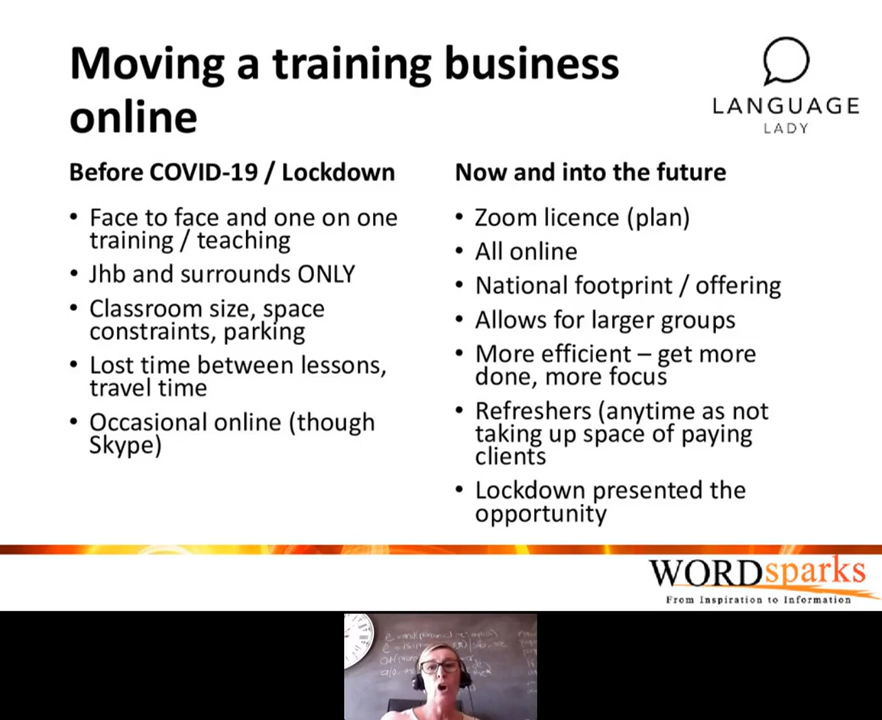 Moving a training business
online
LANGUAGE
LADY
Before COVID-19 / Lockdown
• Face to face and one on one
training / teaching
• Jhb and surrounds ONLY
• Classroom size, space
constraints, parking
• Lost time between lessons,
travel time
• Occasional online (though
Skype)
Now and into the future
• Zoom licence (plan)
• All online
• National footprint / offering
• Allows for larger groups
• More efficient – get more
done, more focus
• Refreshers (anytime as not
taking up space of paying
clients
• Lockdown presented the
opportunity
WORDsparks
From Inspiration to Information